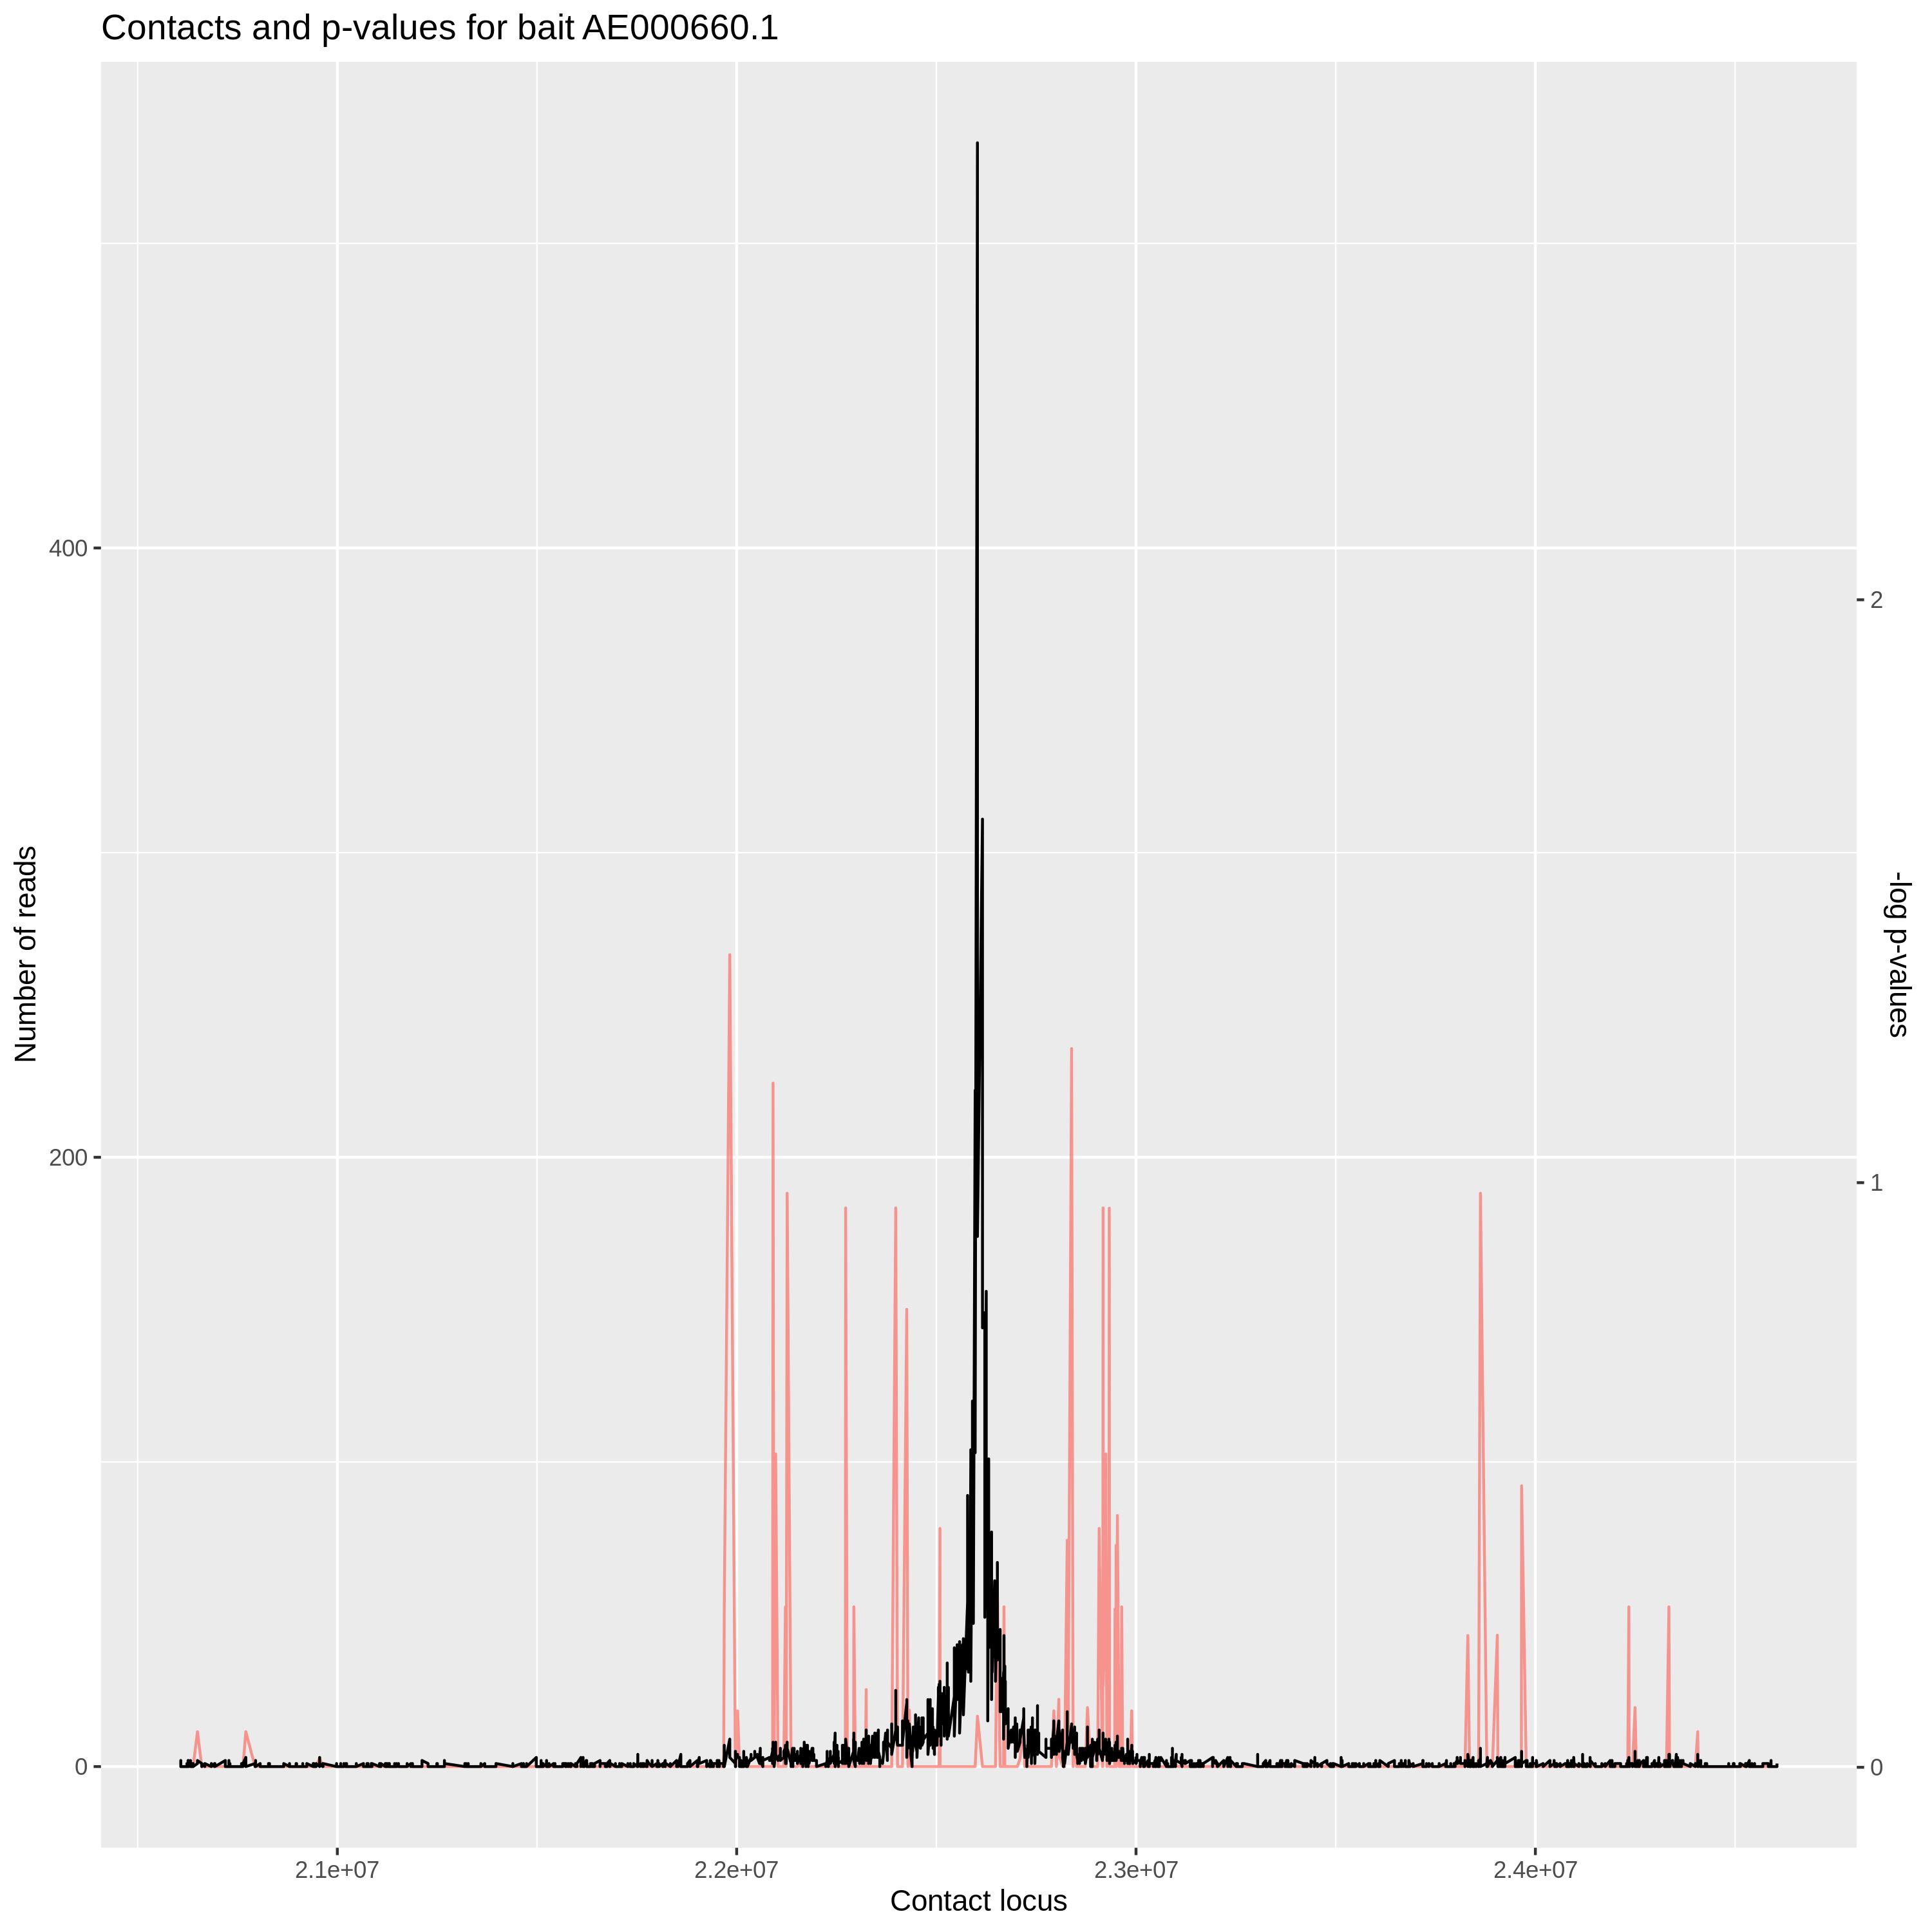 Contacts and p-values for bait AE000660.1
Number of reads
400
200
0
2
1
0
-log p-values
2.1e+07
2.2e+07
2.3e+07
2.4e+07
Contact locus